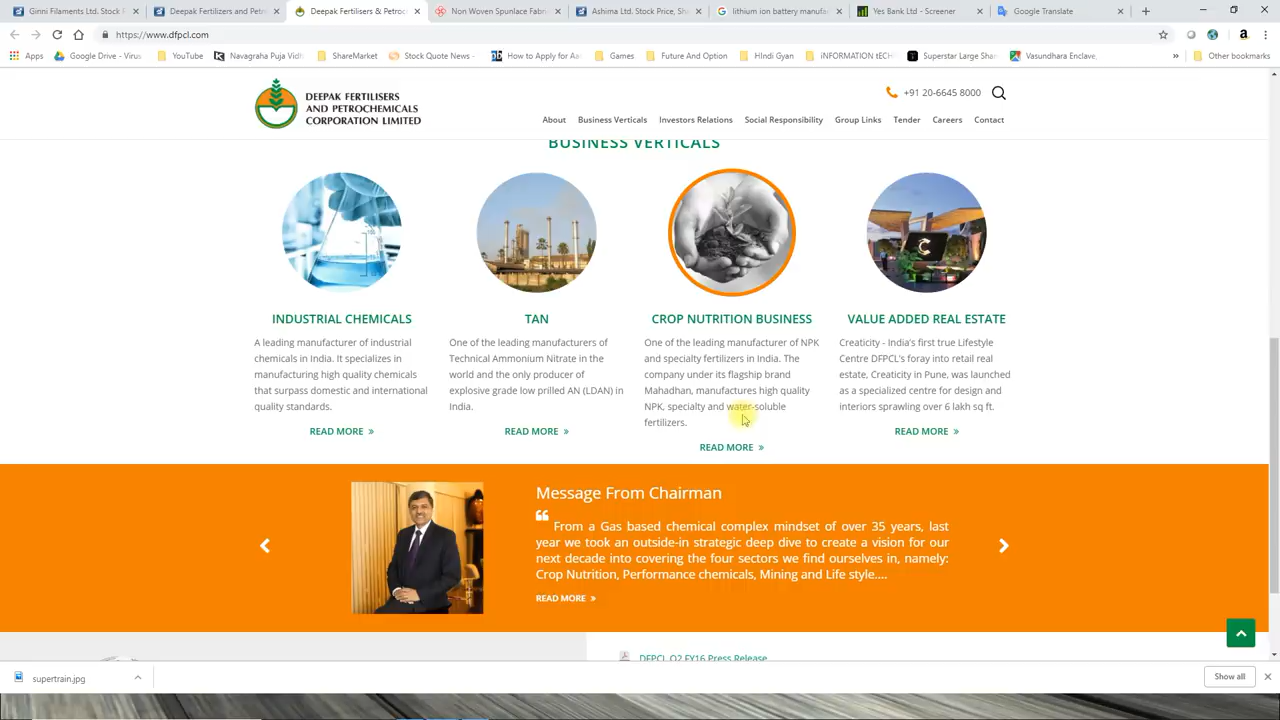 Ginni Filaments Ltd. Stock P
Deepak Fertilizers and Petr
Deepak Fertilisers & Petroc
Non Woven Spunlace Fabri
Ashima Ltd. Stock Price, Sh
lithium ion battery manufa
Yes Bank Ltd - Screener
Google Translate
https://www.dfpcl.com
Apps
Google Drive - Virus
YouTube
Navagraha Puja Vidh
ShareMarket
Stock Quote News -
How to Apply for Aa
Games
Future And Option
HIndi Gyan
iNFORMATION tECH
Superstar Large Shar
Vasundhara Enclave,
Other bookmarks
DEEPAK FERTILISERS
AND PETROCHEMICALS
CORPORATION LIMITED
+91 20-6645 8000
About Business Verticals Investors Relations Social Responsibility Group Links Tender Careers Contact
BUSINESS VERTICALS
INDUSTRIAL CHEMICALS
A leading manufacturer of industrial
chemicals in India. It specializes in
manufacturing high quality chemicals
that surpass domestic and international
quality standards.
READ MORE »
TAN
One of the leading manufacturers of
Technical Ammonium Nitrate in the
world and the only producer of
explosive grade low prilled AN (LDAN) in
India.
READ MORE »
CROP NUTRITION BUSINESS
One of the leading manufacturer of NPK
and specialty fertilizers in India. The
company under its flagship brand
Mahadhan, manufactures high quality
NPK, specialty and water-soluble
fertilizers.
READ MORE »
VALUE ADDED REAL ESTATE
Creaticity - India's first true Lifestyle
Centre DFPCL's foray into retail real
estate, Creaticity in Pune, was launched
as a specialized centre for design and
interiors sprawling over 6 lakh sq ft.
READ MORE »
Message From Chairman
“ From a Gas based chemical complex mindset of over 35 years, last
year we took an outside-in strategic deep dive to create a vision for our
next decade into covering the four sectors we find ourselves in, namely:
Crop Nutrition, Performance chemicals, Mining and Life style....
READ MORE »
DFPCL Q2 FY16 Press Release
supertrain.jpg
Show all